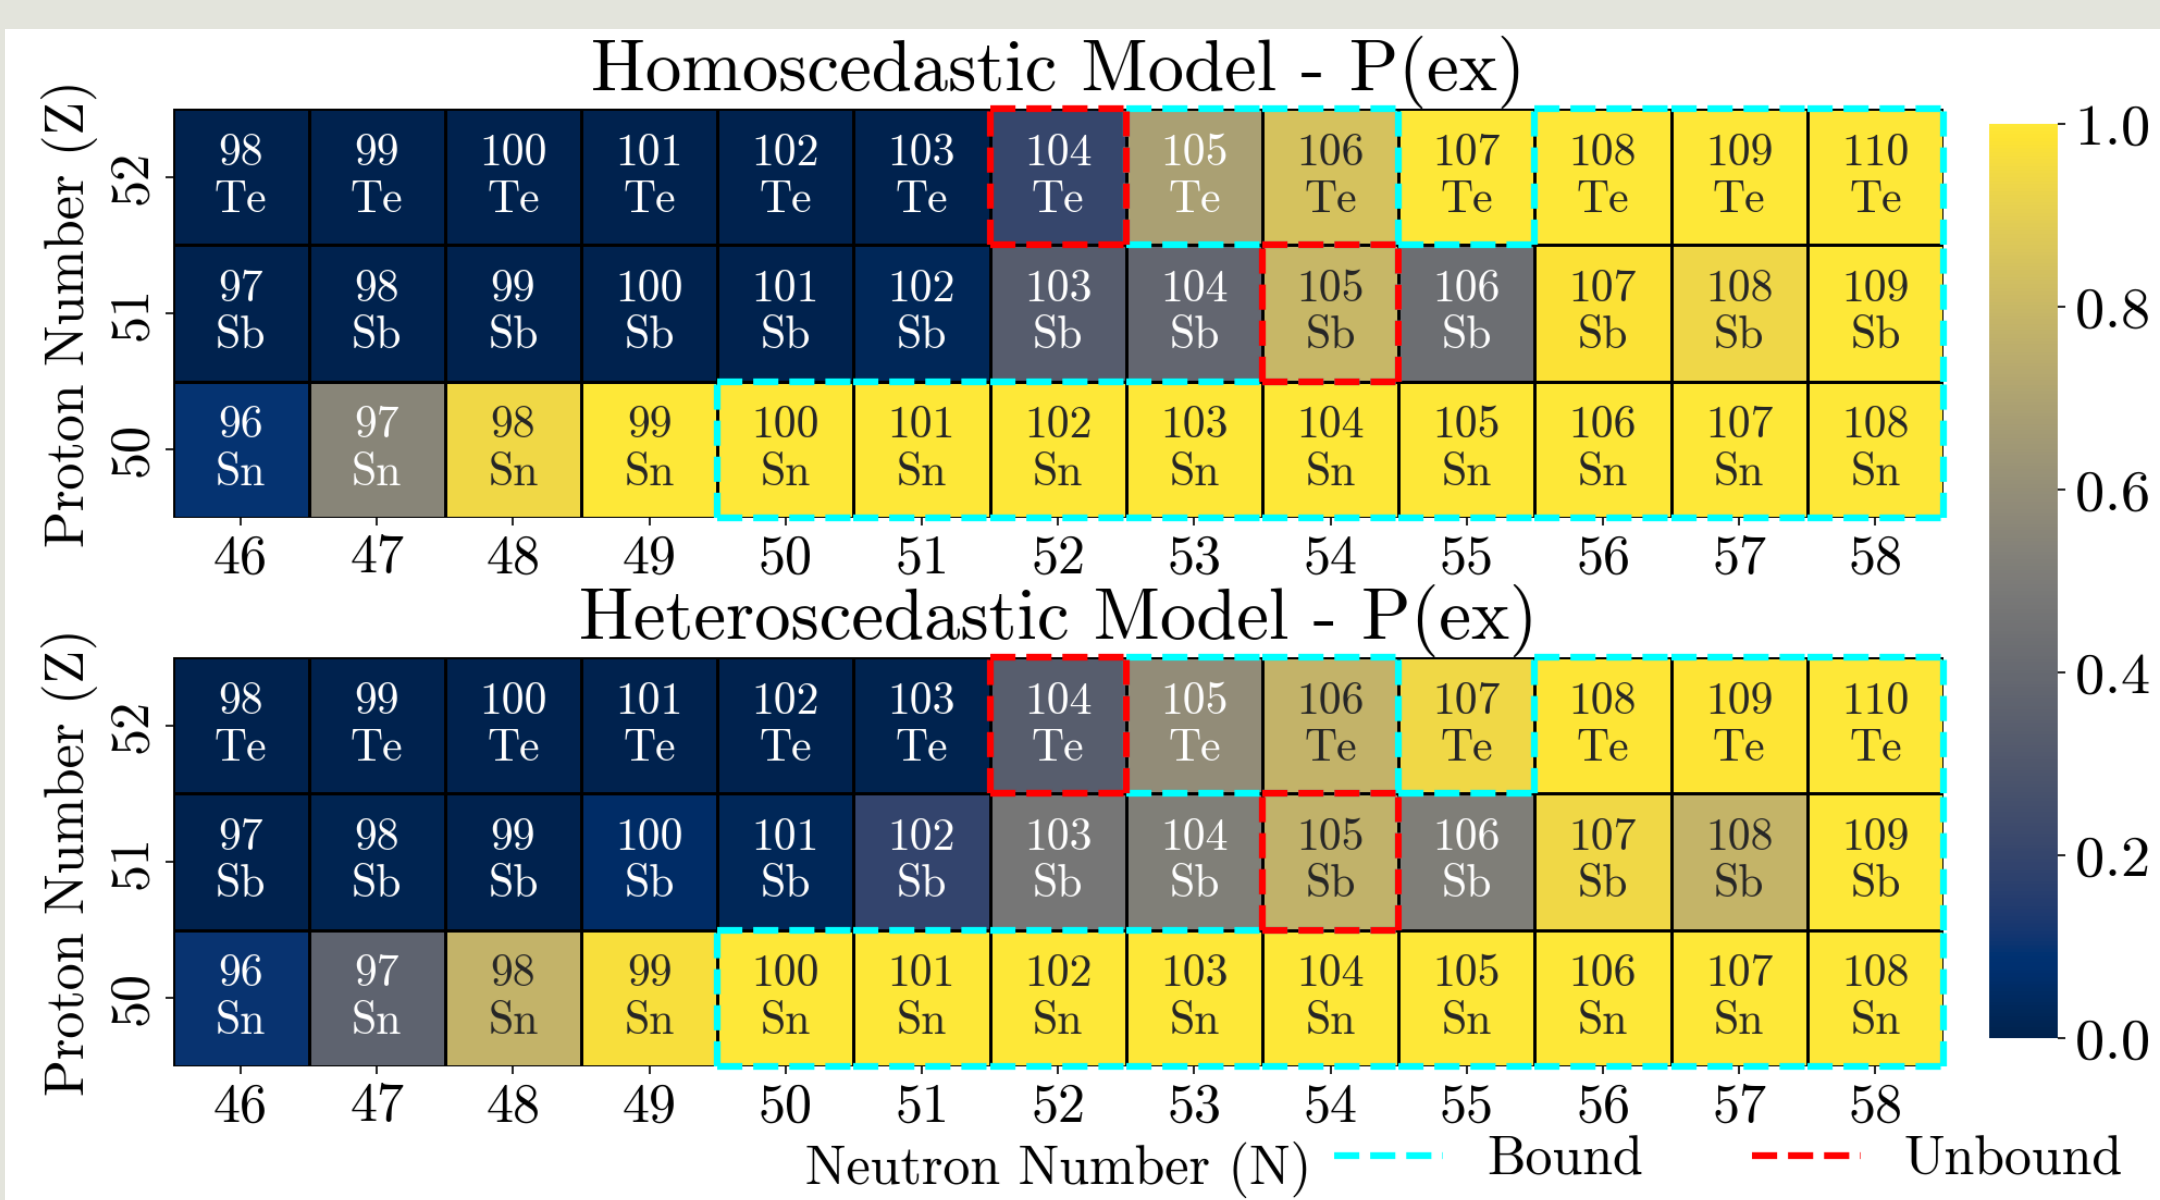 Homoscedastic Model - P(ex)
Proton Number (Z)
52
51
50
98 Te 99 Te 100 Te 101 Te 102 Te 103 Te 104 Te 105 Te 106 Te 107 Te 108 Te 109 Te 110 Te
97 Sb 98 Sb 99 Sb 100 Sb 101 Sb 102 Sb 103 Sb 104 Sb 105 Sb 106 Sb 107 Sb 108 Sb 109 Sb
96 Sn 97 Sn 98 Sn 99 Sn 100 Sn 101 Sn 102 Sn 103 Sn 104 Sn 105 Sn 106 Sn 107 Sn 108 Sn
46 47 48 49 50 51 52 53 54 55 56 57 58
Heteroscedastic Model - P(ex)
Proton Number (Z)
52
51
50
98 Te 99 Te 100 Te 101 Te 102 Te 103 Te 104 Te 105 Te 106 Te 107 Te 108 Te 109 Te 110 Te
97 Sb 98 Sb 99 Sb 100 Sb 101 Sb 102 Sb 103 Sb 104 Sb 105 Sb 106 Sb 107 Sb 108 Sb 109 Sb
96 Sn 97 Sn 98 Sn 99 Sn 100 Sn 101 Sn 102 Sn 103 Sn 104 Sn 105 Sn 106 Sn 107 Sn 108 Sn
46 47 48 49 50 51 52 53 54 55 56 57 58
Neutron Number (N)
Bound
Unbound
1.0
0.8
0.6
0.4
0.2
0.0